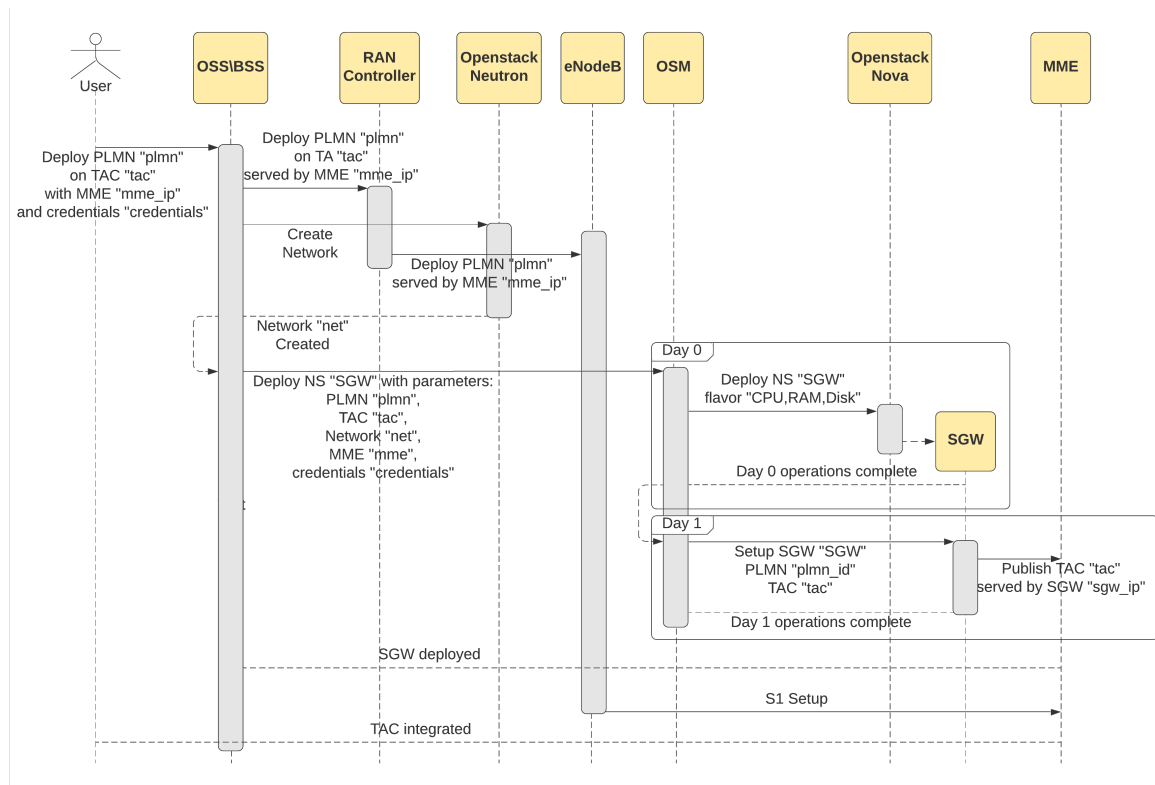 User
OSS\BSS
RAN
Controller
Openstack
Neutron
eNodeB
OSM
Openstack
Nova
MME
Deploy PLMN "plmn"
on TAC "tac"
with MME "mme_ip"
and credentials "credentials"
Deploy PLMN "plmn"
on TA "tac"
served by MME "mme_ip"
Create
Network
Deploy PLMN "plmn"
served by MME "mme_ip"
Network "net"
Created
Deploy NS "SGW" with parameters:
PLMN "plmn",
TAC "tac",
Network "net",
MME "mme",
credentials "credentials"
Day 0
Deploy NS "SGW"
flavor "CPU,RAM,Disk"
SGW
Day 0 operations complete
t
Day 1
Setup SGW "SGW"
PLMN "plmn_id"
TAC "tac"
Publish TAC "tac"
served by SGW "sgw_ip"
Day 1 operations complete
SGW deployed
S1 Setup
TAC integrated